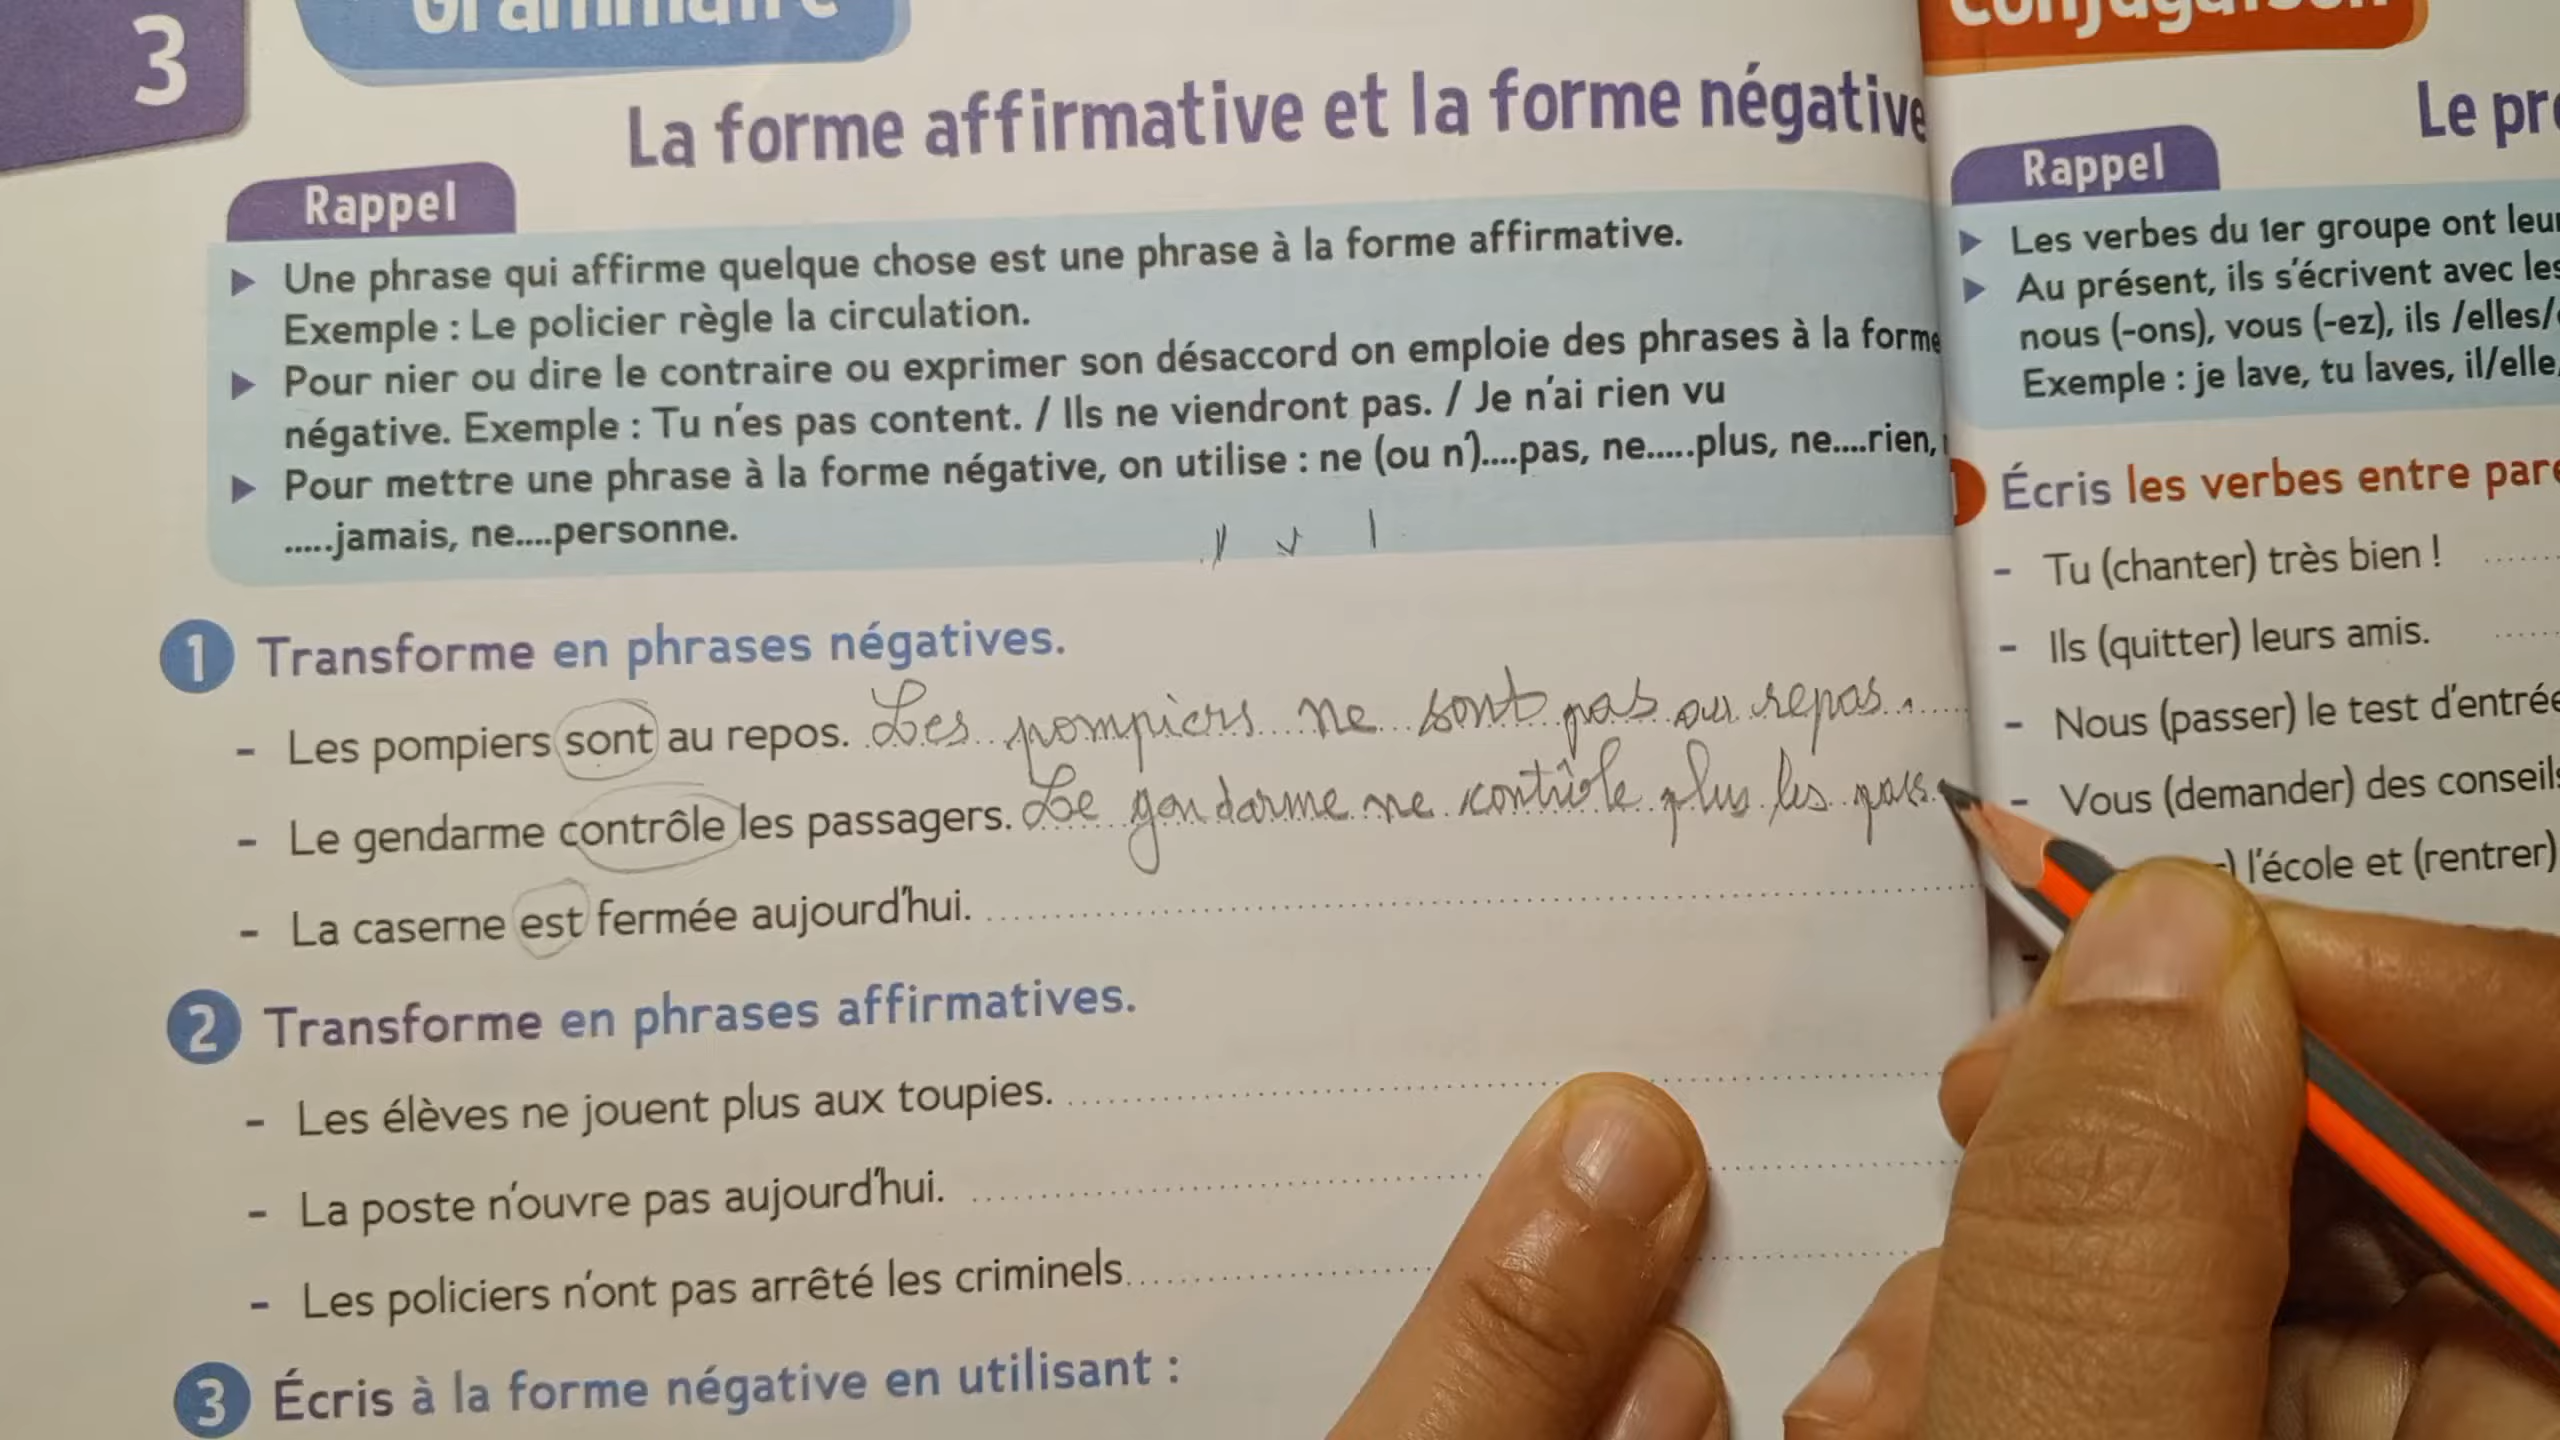 3
Grammaire
La forme affirmative et la forme négative
Rappel
Une phrase qui affirme quelque chose est une phrase à la forme affirmative.
Exemple : Le policier règle la circulation.
Pour nier ou dire le contraire ou exprimer son désaccord on emploie des phrases à la forme
négative. Exemple : Tu n'es pas content. / Ils ne viendront pas. / Je n'ai rien vu
Pour mettre une phrase à la forme négative, on utilise : ne (ou n')....pas, ne.....plus, ne....rien,
.....jamais, ne....personne.
1 Transforme en phrases négatives.
- Les pompiers sont au repos. Les pompiers ne sont pas au repos.
- Le gendarme contrôle les passagers. Le gendarme ne contrôle plus les pass
- La caserne est fermée aujourd'hui.
2 Transforme en phrases affirmatives.
- Les élèves ne jouent plus aux toupies.
- La poste n'ouvre pas aujourd'hui.
- Les policiers n'ont pas arrêté les criminels
3 Écris à la forme négative en utilisant :
Conjugaison
Le pré
Rappel
Les verbes du 1er groupe ont leur
Au présent, ils s'écrivent avec les
nous (-ons), vous (-ez), ils /elles/
Exemple : je lave, tu laves, il/elle
1 Écris les verbes entre pare
- Tu (chanter) très bien !
- Ils (quitter) leurs amis.
- Nous (passer) le test d'entrée
- Vous (demander) des conseils
) l'école et (rentrer)
-